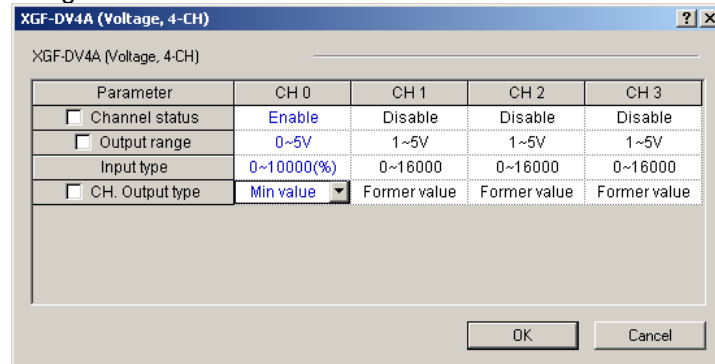 XGF-DV4A (Voltage, 4-CH)
XGF-DV4A (Voltage, 4-CH)
Parameter CH 0 CH 1 CH 2 CH 3
Channel status Enable Disable Disable Disable
Output range 0~5V 1~5V 1~5V 1~5V
Input type 0~10000(%) 0~16000 0~16000 0~16000
CH. Output type Min value Former value Former value Former value
OK Cancel